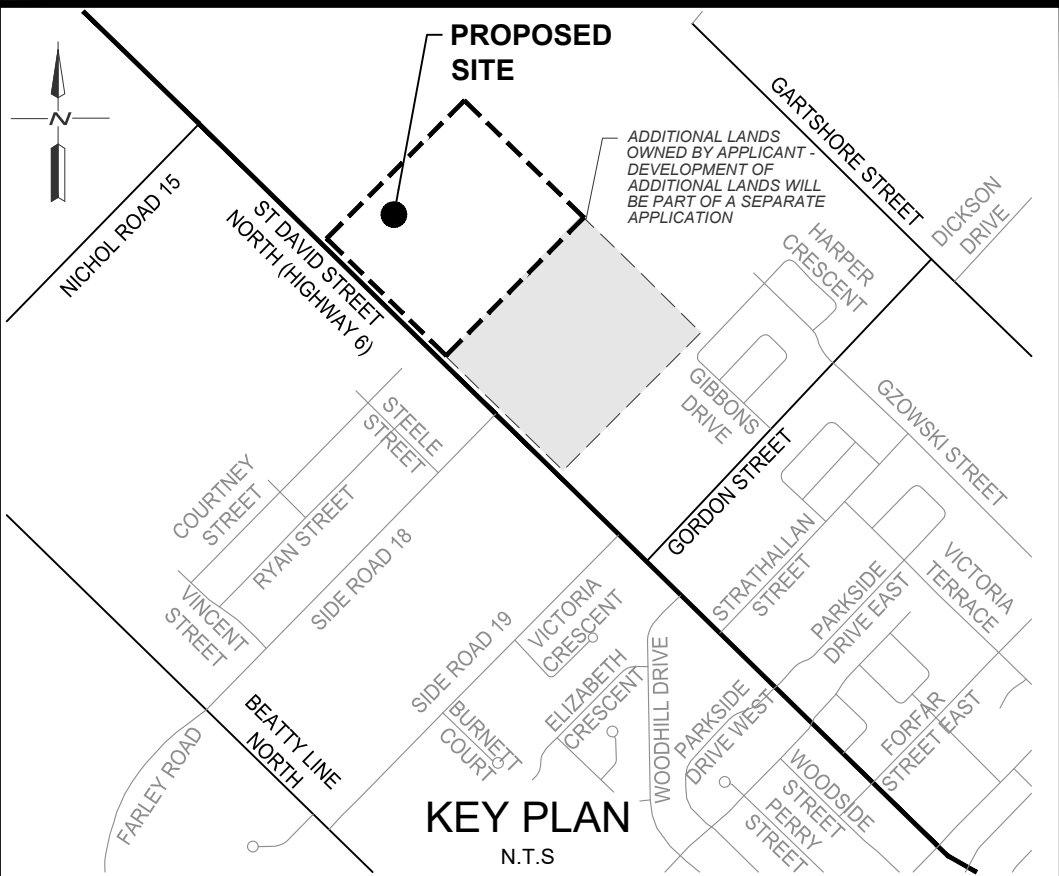 PROPOSED
SITE
N
ADDITIONAL LANDS
OWNED BY APPLICANT -
DEVELOPMENT OF
ADDITIONAL LANDS WILL
BE PART OF A SEPARATE
APPLICATION
GARTSHORE STREET
DICKSON
DRIVE
NICHOL ROAD 15
ST DAVID STREET
NORTH (HIGHWAY 6)
HARPER
CRESCENT
GIBBONS
DRIVE
GZOWSKI STREET
STEELE
STREET
COURTNEY
STREET
RYAN STREET
GORDON STREET
SIDE ROAD 18
STRATHALLAN
STREET
VICTORIA
TERRACE
PARKSIDE
DRIVE EAST
VINCENT
STREET
VICTORIA
CRESCENT
SIDE ROAD 19
ELIZABETH
CRESCENT
WOODHILL DRIVE
PARKSIDE
DRIVE WEST
FORFAR
STREET EAST
BEATTY LINE
NORTH
BURNETT
COURT
FARLEY ROAD
WOODSIDE
STREET
PERRY
STREET
KEY PLAN
N.T.S